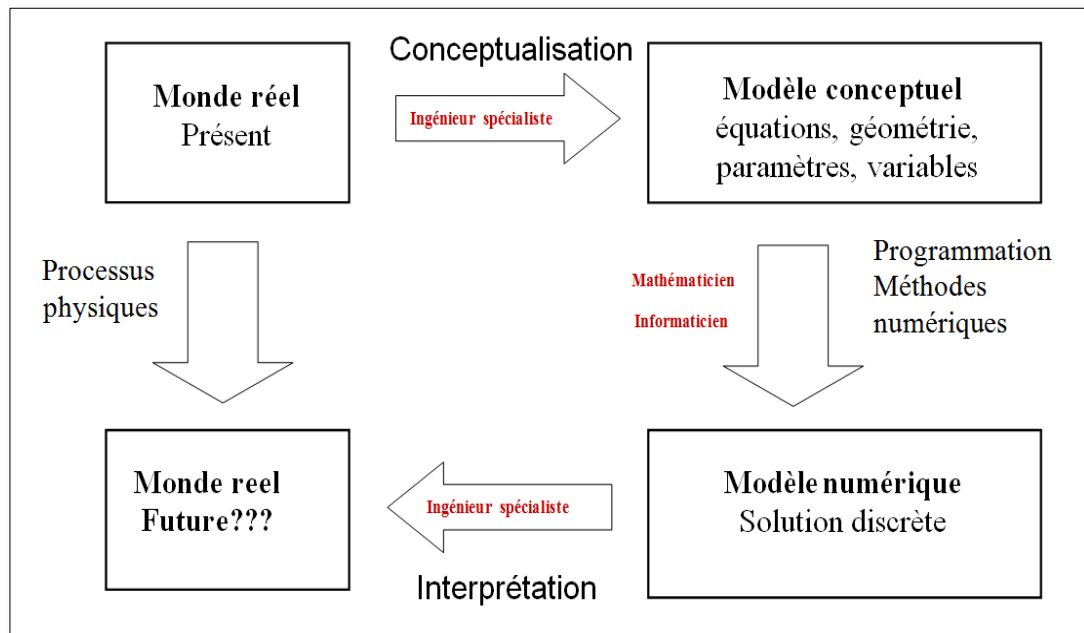 Conceptualisation
Monde réel
Présent
Ingénieur spécialiste
Modèle conceptuel
équations, géométrie,
paramètres, variables
Processus
physiques
Mathématicien
Informaticien
Programmation
Méthodes
numériques
Monde reel
Future???
Ingénieur spécialiste
Interprétation
Modèle numérique
Solution discrète